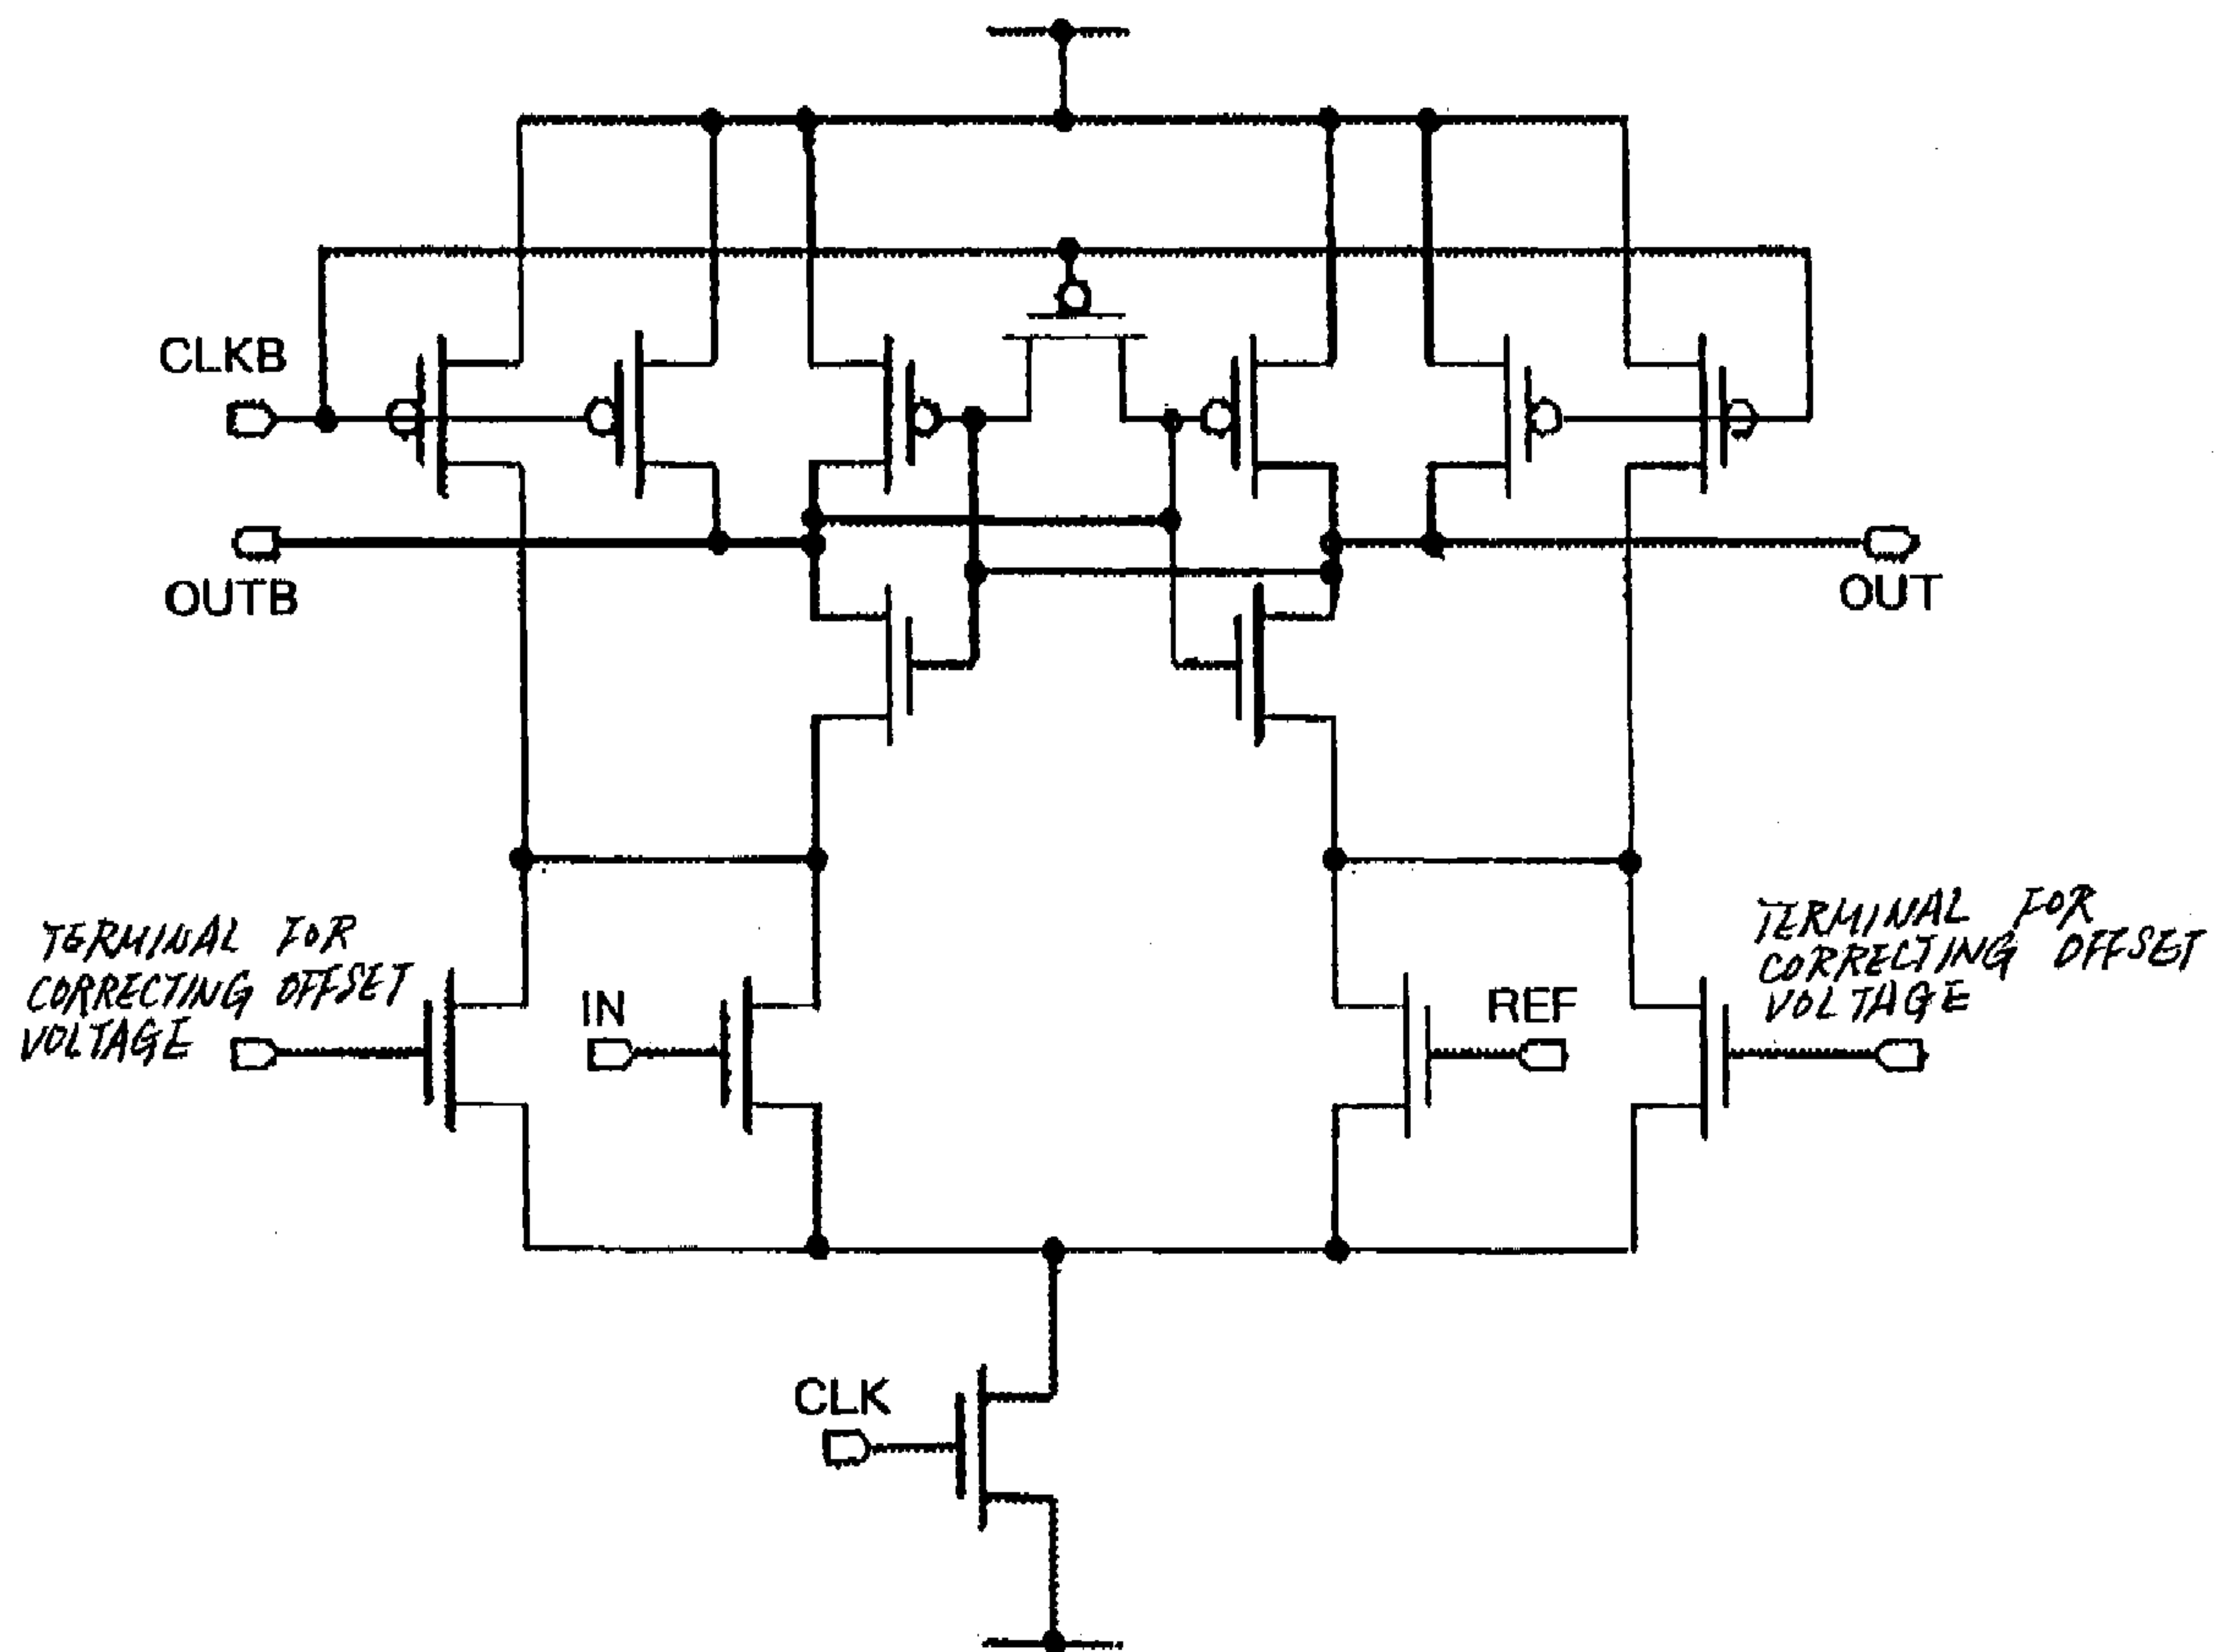 CLKB
OUTB
OUT
TERMINAL FOR
CORRECTING OFFSET
VOLTAGE
IN
REF
TERMINAL FOR
CORRECTING OFFSET
VOLTAGE
CLK